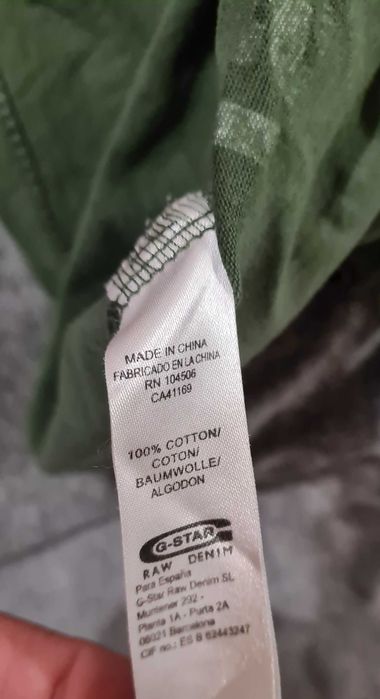 MADE IN CHINA
FABRICADO EN LA CHINA
RN 104506
CA41169
100% COTTON/
COTON/
BAUMWOLLE/
ALGODON
G-STAR
RAW DENIM
Para España
G-Star Raw Denim SL
Muntaner 292 -
Planta 1A - Purta 2A
08021 Barcelona
CIF no.: ES B 62443247